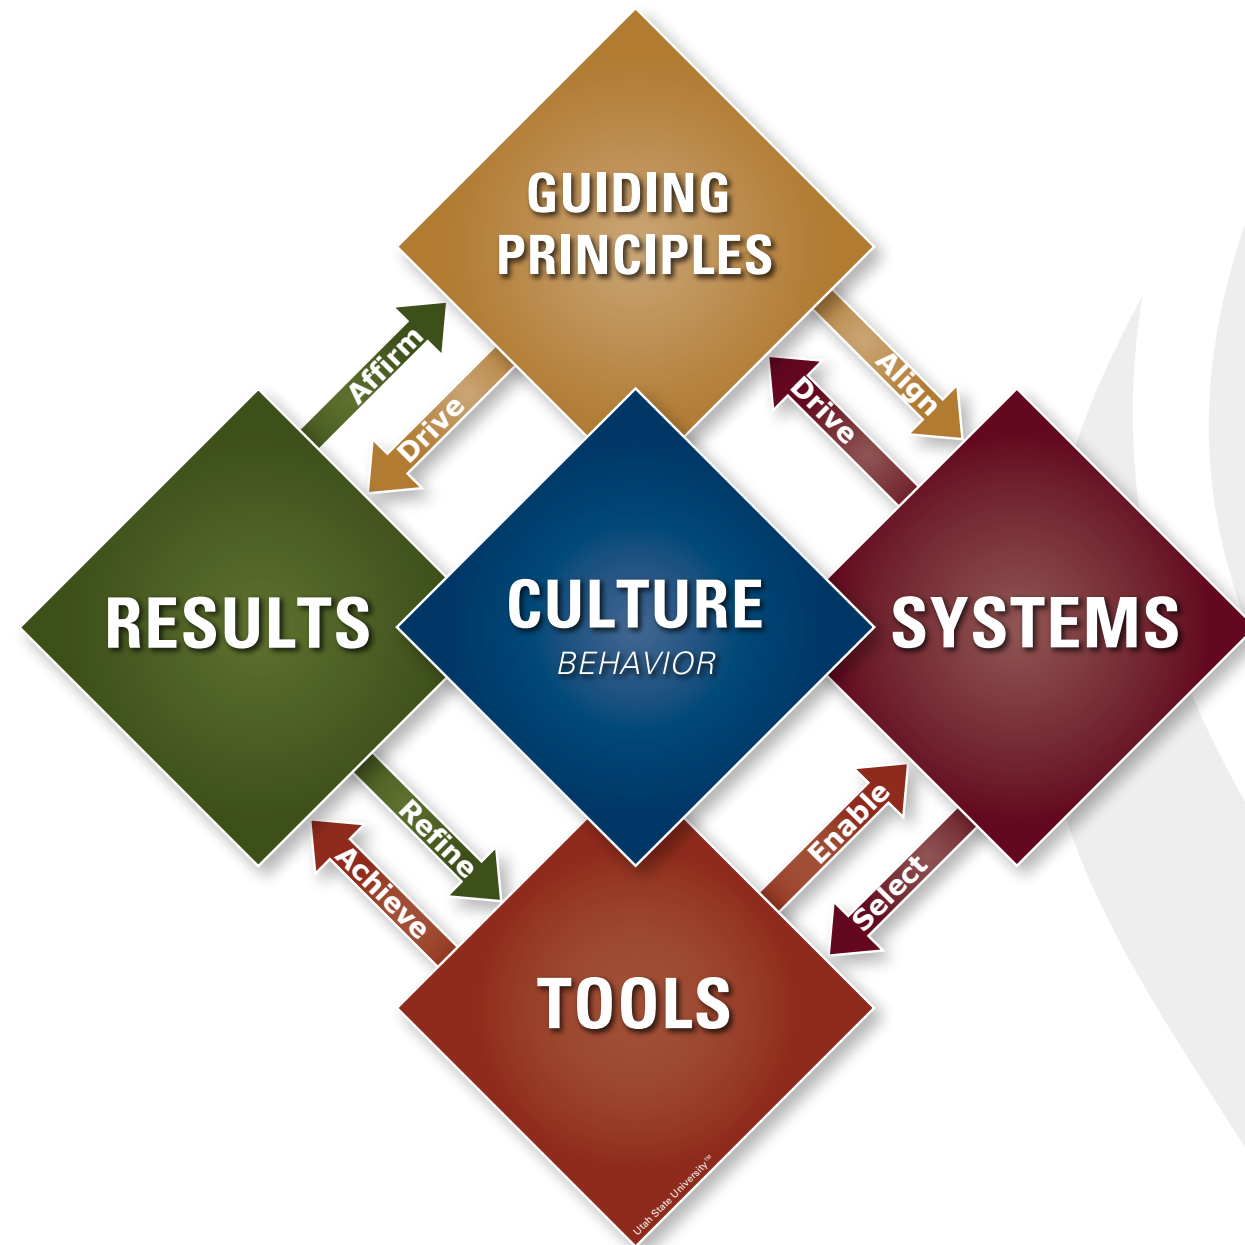 GUIDING
PRINCIPLES
Affirm
Drive
Align
Drive
RESULTS
CULTURE
BEHAVIOR
SYSTEMS
Refine
Achieve
Enable
Select
TOOLS
Utah State University™